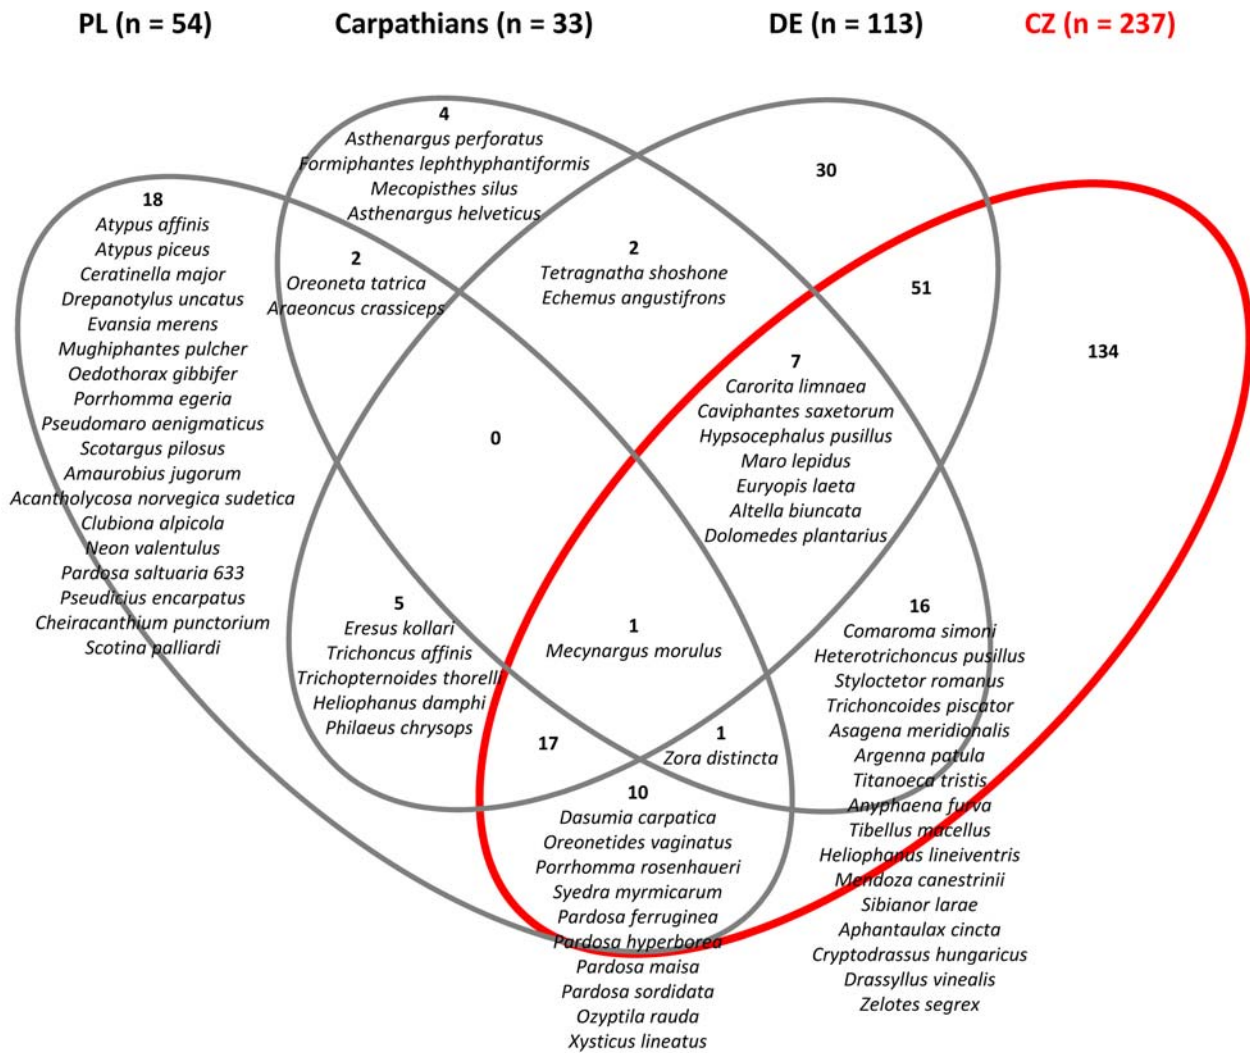 PL (n = 54)
Carpathians (n = 33)
DE (n = 113)
CZ (n = 237)
4
Asthenargus perforatus
Formiphantes lephthyphantiformis
Mecopisthes silus
Asthenargus helveticus
30
18
Atypus affinis
Atypus piceus
Ceratinella major
Drepanotylus uncatus
Evansia merens
Mughiphantes pulcher
Oedothorax gibbifer
Porrhomma egeria
Pseudomaro aenigmaticus
Scotargus pilosus
Amaurobius jugorum
Acantholycosa norvegica sudetica
Clubiona alpicola
Neon valentulus
Pardosa saltuaria 633
Pseudicius encarpatus
Cheiracanthium punctorium
Scotina palliardi
2
Oreoneta tatrica
Araeoncus crassiceps
2
Tetragnatha shoshone
Echemus angustifrons
51
134
7
Carorita limnaea
Caviphantes saxetorum
Hypsocephalus pusillus
Maro lepidus
Euryopis laeta
Altella biuncata
Dolomedes plantarius
0
5
Eresus kollari
Trichoncus affinis
Trichopternoides thorelli
Heliophanus damphi
Philaeus chrysops
1
Mecynargus morulus
16
Comaroma simoni
Heterotrichoncus pusillus
Styloctetor romanus
Trichoncoides piscator
Asagena meridionalis
Argenna patula
Titanoeca tristis
Anyphaena furva
Tibellus macellus
Heliophanus lineiventris
Mendoza canestrinii
Sibianor larae
Aphantaulax cincta
Cryptodrassus hungaricus
Drassyllus vinealis
Zelotes segrex
17
1
Zora distincta
10
Dasumia carpatica
Oreonetides vaginatus
Porrhomma rosenhaueri
Syedra myrmicarum
Pardosa ferruginea
Pardosa hyperborea
Pardosa maisa
Pardosa sordidata
Ozyptila rauda
Xysticus lineatus